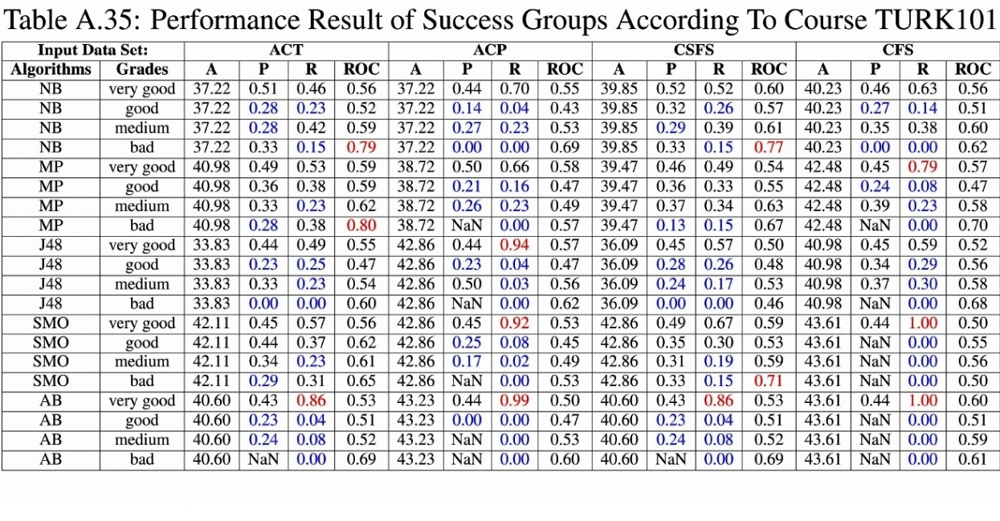 Table A.35: Performance Result of Success Groups According To Course TURK101
Input Data Set: ACT ACP CSFS CFS
Algorithms Grades A P R ROC A P R ROC A P R ROC A P R ROC
NB very good 37.22 0.51 0.46 0.56 37.22 0.44 0.70 0.55 39.85 0.52 0.52 0.60 40.23 0.46 0.63 0.56
NB good 37.22 0.28 0.23 0.52 37.22 0.14 0.04 0.43 39.85 0.32 0.26 0.57 40.23 0.27 0.14 0.51
NB medium 37.22 0.28 0.42 0.59 37.22 0.27 0.23 0.53 39.85 0.29 0.39 0.61 40.23 0.35 0.38 0.60
NB bad 37.22 0.33 0.15 0.79 37.22 0.00 0.00 0.69 39.85 0.33 0.15 0.77 40.23 0.00 0.00 0.62
MP very good 40.98 0.49 0.53 0.59 38.72 0.50 0.66 0.58 39.47 0.46 0.49 0.54 42.48 0.45 0.79 0.57
MP good 40.98 0.36 0.38 0.59 38.72 0.21 0.16 0.47 39.47 0.36 0.33 0.55 42.48 0.24 0.08 0.47
MP medium 40.98 0.33 0.23 0.62 38.72 0.26 0.23 0.49 39.47 0.37 0.34 0.63 42.48 0.39 0.23 0.58
MP bad 40.98 0.28 0.38 0.80 38.72 NaN 0.00 0.57 39.47 0.13 0.15 0.67 42.48 NaN 0.00 0.70
J48 very good 33.83 0.44 0.49 0.55 42.86 0.44 0.94 0.57 36.09 0.45 0.57 0.50 40.98 0.45 0.59 0.52
J48 good 33.83 0.23 0.25 0.47 42.86 0.23 0.04 0.47 36.09 0.28 0.26 0.48 40.98 0.34 0.29 0.56
J48 medium 33.83 0.33 0.23 0.54 42.86 0.50 0.03 0.56 36.09 0.24 0.17 0.53 40.98 0.37 0.30 0.58
J48 bad 33.83 0.00 0.00 0.60 42.86 NaN 0.00 0.62 36.09 0.00 0.00 0.46 40.98 NaN 0.00 0.68
SMO very good 42.11 0.45 0.57 0.56 42.86 0.45 0.92 0.53 42.86 0.49 0.67 0.59 43.61 0.44 1.00 0.50
SMO good 42.11 0.44 0.37 0.62 42.86 0.25 0.08 0.45 42.86 0.35 0.30 0.53 43.61 NaN 0.00 0.55
SMO medium 42.11 0.34 0.23 0.61 42.86 0.17 0.02 0.49 42.86 0.31 0.19 0.59 43.61 NaN 0.00 0.56
SMO bad 42.11 0.29 0.31 0.65 42.86 NaN 0.00 0.53 42.86 0.33 0.15 0.71 43.61 NaN 0.00 0.50
AB very good 40.60 0.43 0.86 0.53 43.23 0.44 0.99 0.50 40.60 0.43 0.86 0.53 43.61 0.44 1.00 0.60
AB good 40.60 0.23 0.04 0.51 43.23 0.00 0.00 0.47 40.60 0.23 0.04 0.51 43.61 NaN 0.00 0.51
AB medium 40.60 0.24 0.08 0.52 43.23 NaN 0.00 0.53 40.60 0.24 0.08 0.52 43.61 NaN 0.00 0.59
AB bad 40.60 NaN 0.00 0.69 43.23 NaN 0.00 0.60 40.60 NaN 0.00 0.69 43.61 NaN 0.00 0.61